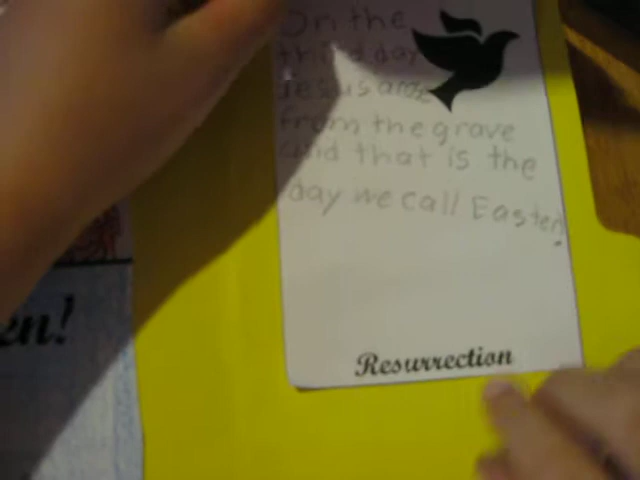 On the
third day
Jesus arose
from the grave
and that is the
day we call Easter!
Resurrection
en!